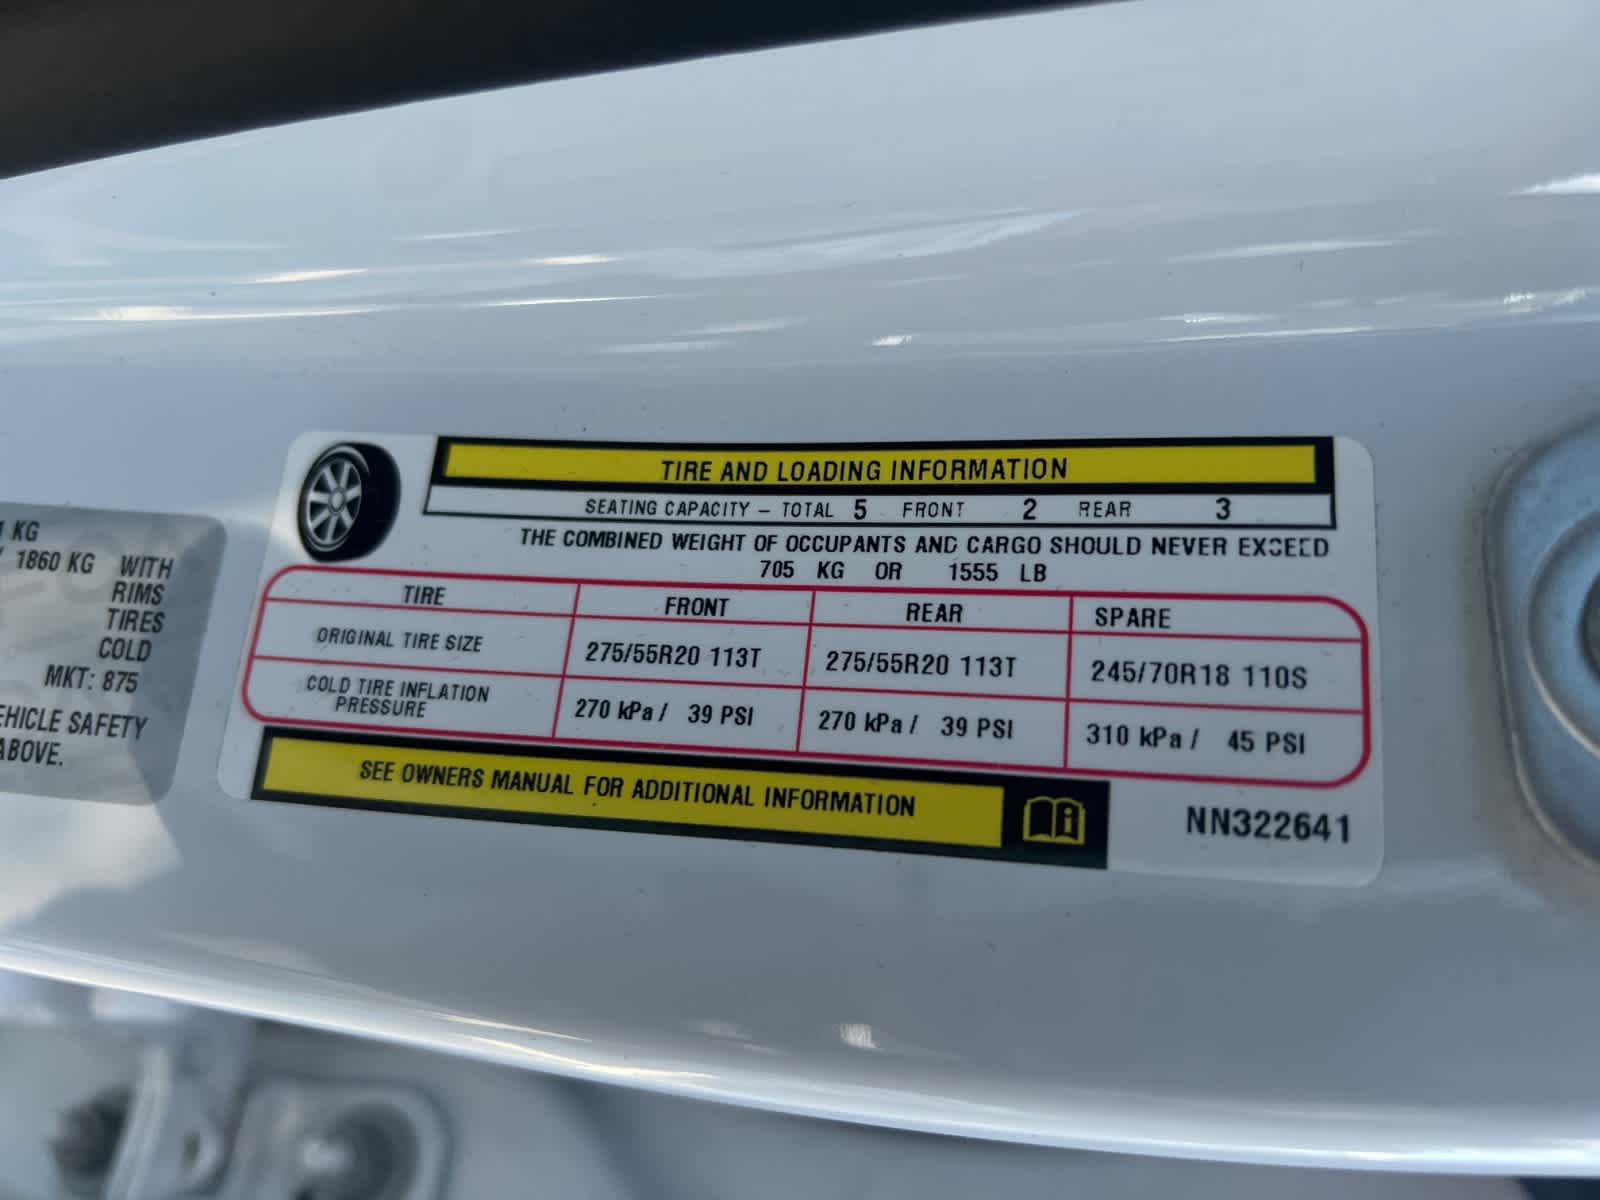 KG
1860 KG WITH
RIMS
TIRES
COLD
MKT: 875
VEHICLE SAFETY
ABOVE.
TIRE AND LOADING INFORMATION
SEATING CAPACITY – TOTAL 5 FRONT 2 REAR 3
THE COMBINED WEIGHT OF OCCUPANTS AND CARGO SHOULD NEVER EXCEED
705 KG OR 1555 LB
TIRE FRONT REAR SPARE
ORIGINAL TIRE SIZE 275/55R20 113T 275/55R20 113T 245/70R18 110S
COLD TIRE INFLATION
PRESSURE 270 kPa / 39 PSI 270 kPa / 39 PSI 310 kPa / 45 PSI
SEE OWNERS MANUAL FOR ADDITIONAL INFORMATION
NN322641